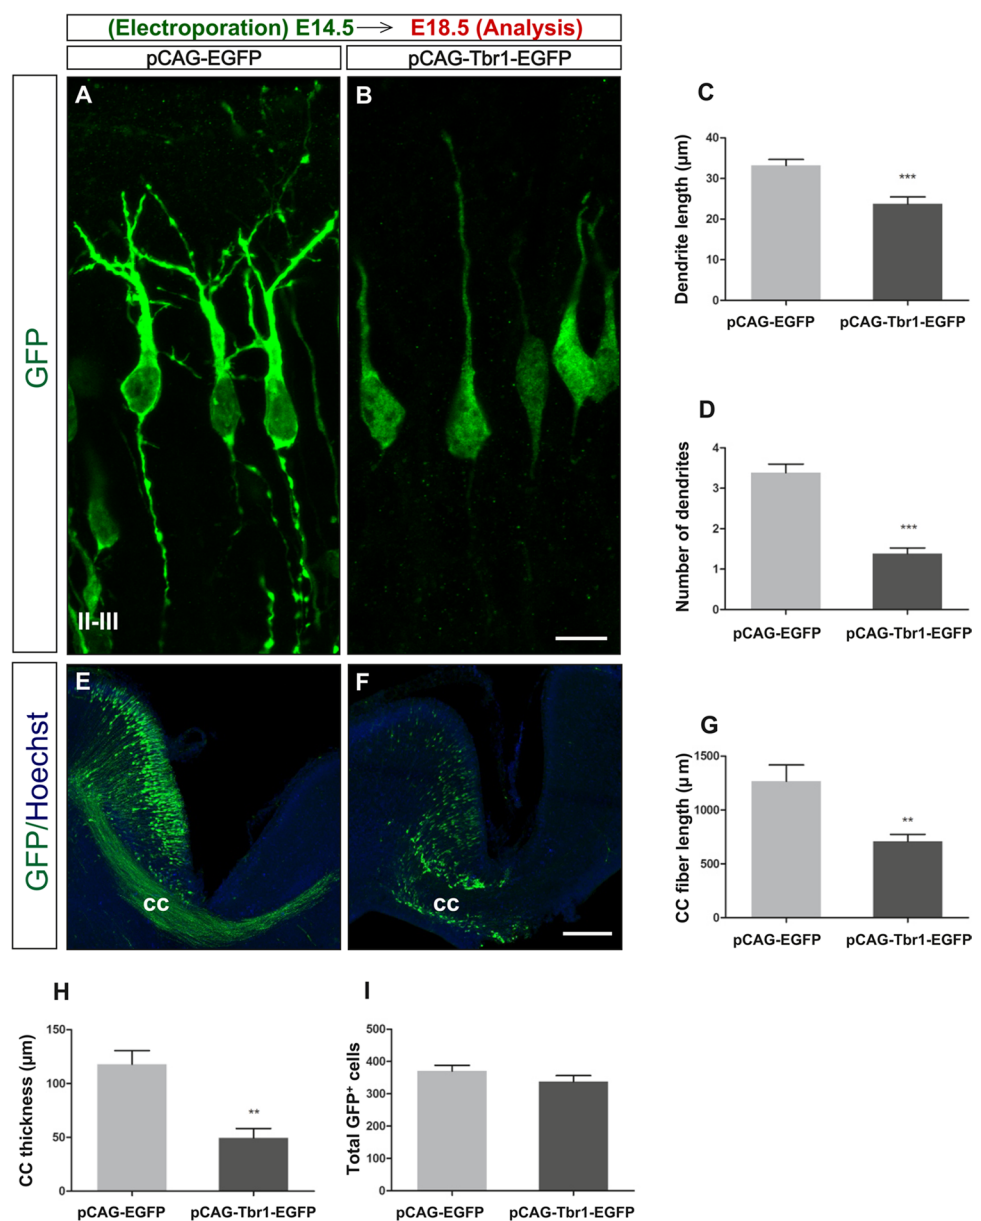 (Electroporation) E14.5 → E18.5 (Analysis)
pCAG-EGFP pCAG-Tbr1-EGFP
GFP
A
B
II-III
C
Dendrite length (μm)
40
30
20
10
0
pCAG-EGFP pCAG-Tbr1-EGFP
***
D
Number of dendrites
4
3
2
1
0
pCAG-EGFP pCAG-Tbr1-EGFP
***
GFP/Hoechst
E
cc
F
cc
G
CC fiber length (μm)
1500
1000
500
0
pCAG-EGFP pCAG-Tbr1-EGFP
**
H
CC thickness (μm)
150
100
50
0
pCAG-EGFP pCAG-Tbr1-EGFP
**
I
Total GFP⁺ cells
500
400
300
200
100
0
pCAG-EGFP pCAG-Tbr1-EGFP